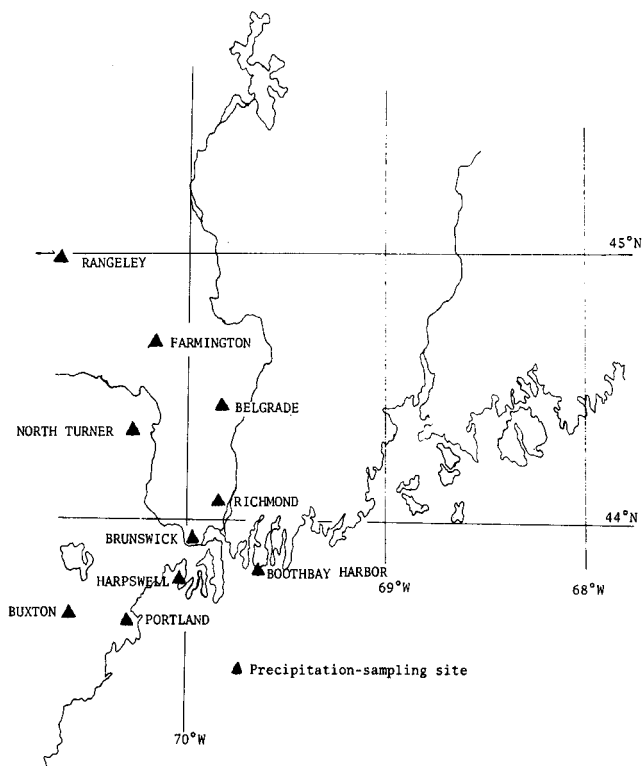 45°N
RANGELEY
FARMINGTON
BELGRADE
NORTH TURNER
RICHMOND
44°N
BRUNSWICK
BOOTHBAY HARBOR
HARPSWELL
69°W
68°W
BUXTON
PORTLAND
Precipitation-sampling site
70°W